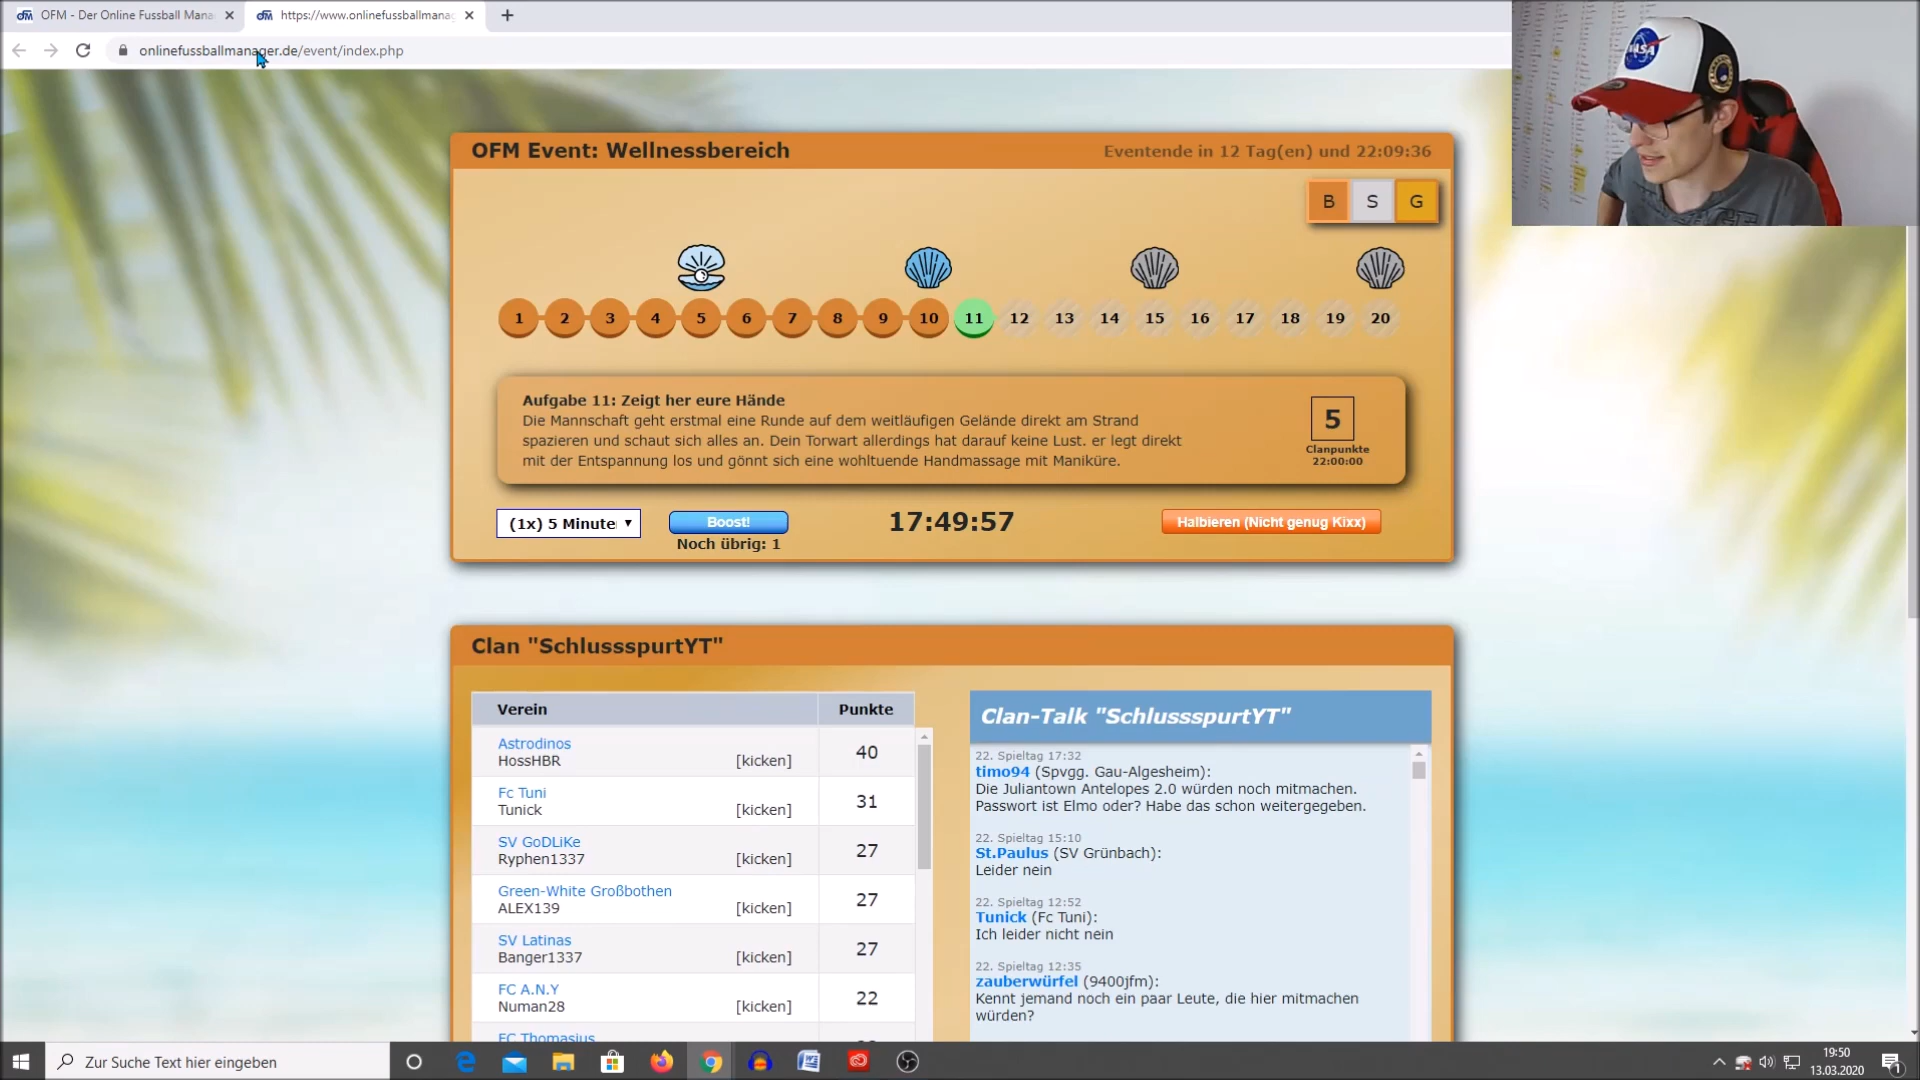 OFM - Der Online Fussball Mana
https://www.onlinefussballmanag
onlinefussballmanager.de/event/index.php
NASA
OFM Event: Wellnessbereich
Eventende in 12 Tag(en) und 22:09:36
B S G
1 2 3 4 5 6 7 8 9 10 11 12 13 14 15 16 17 18 19 20
Aufgabe 11: Zeigt her eure Hände
Die Mannschaft geht erstmal eine Runde auf dem weitläufigen Gelände direkt am Strand
spazieren und schaut sich alles an. Dein Torwart allerdings hat darauf keine Lust. er legt direkt
mit der Entspannung los und gönnt sich eine wohltuende Handmassage mit Maniküre.
5
Clanpunkte
22:00:00
(1x) 5 Minute
Boost!
Noch übrig: 1
17:49:57
Halbieren (Nicht genug Kixx)
Clan "SchlussspurtYT"
Verein Punkte
Astrodinos
HossHBR [kicken] 40
Fc Tuni
Tunick [kicken] 31
SV GoDLiKe
Ryphen1337 [kicken] 27
Green-White Großbothen
ALEX139 [kicken] 27
SV Latinas
Banger1337 [kicken] 27
FC A.N.Y
Numan28 [kicken] 22
FC Thomasius
Clan-Talk "SchlussspurtYT"
22. Spieltag 17:32
timo94 (Spvgg. Gau-Algesheim):
Die Juliantown Antelopes 2.0 würden noch mitmachen.
Passwort ist Elmo oder? Habe das schon weitergegeben.
22. Spieltag 15:10
St.Paulus (SV Grünbach):
Leider nein
22. Spieltag 12:52
Tunick (Fc Tuni):
Ich leider nicht nein
22. Spieltag 12:35
zauberwürfel (9400jfm):
Kennt jemand noch ein paar Leute, die hier mitmachen
würden?
Zur Suche Text hier eingeben
19:50
13.03.2020
1